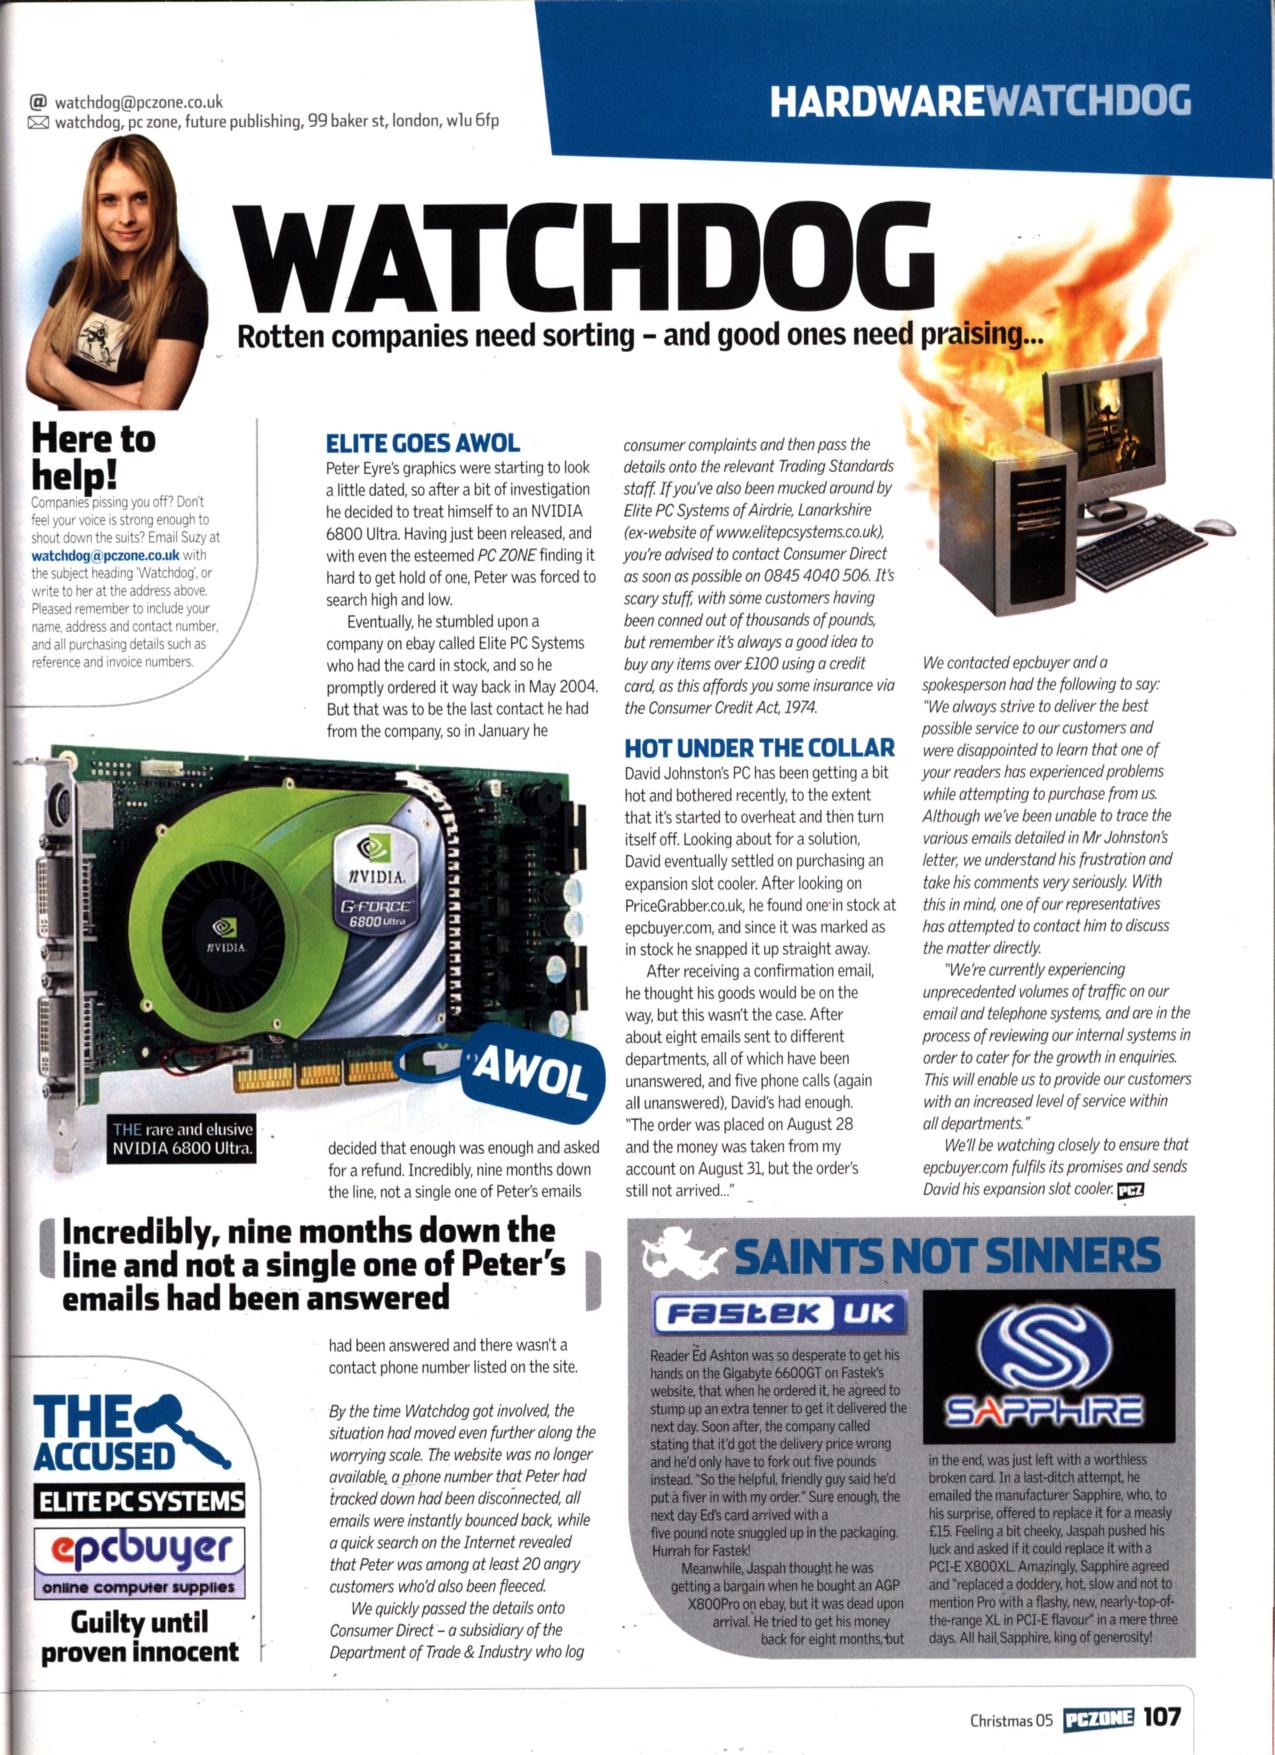 @ watchdog@pczone.co.uk
watchdog, pc zone, future publishing, 99 baker st, london, w1u 6fp
HARDWAREWATCHDOG
WATCHDOG
Rotten companies need sorting – and good ones need praising...
Here to
help!
Companies pissing you off? Don't
feel your voice is strong enough to
shout down the suits? Email Suzy at
watchdog@pczone.co.uk with
the subject heading 'Watchdog', or
write to her at the address above.
Pleased remember to include your
name, address and contact number,
and all purchasing details such as
reference and invoice numbers.
ELITE GOES AWOL
Peter Eyre's graphics were starting to look
a little dated, so after a bit of investigation
he decided to treat himself to an NVIDIA
6800 Ultra. Having just been released, and
with even the esteemed PC ZONE finding it
hard to get hold of one, Peter was forced to
search high and low.
Eventually, he stumbled upon a
company on ebay called Elite PC Systems
who had the card in stock, and so he
promptly ordered it way back in May 2004.
But that was to be the last contact he had
from the company, so in January he
nVIDIA.
G-FORCE
6800 Ultra
nVIDIA.
AWOL
THE rare and elusive
NVIDIA 6800 Ultra.
decided that enough was enough and asked
for a refund. Incredibly, nine months down
the line, not a single one of Peter's emails
Incredibly, nine months down the
line and not a single one of Peter's
emails had been answered
had been answered and there wasn't a
contact phone number listed on the site.
By the time Watchdog got involved, the
situation had moved even further along the
worrying scale. The website was no longer
available, a phone number that Peter had
tracked down had been disconnected, all
emails were instantly bounced back, while
a quick search on the Internet revealed
that Peter was among at least 20 angry
customers who'd also been fleeced.
We quickly passed the details onto
Consumer Direct – a subsidiary of the
Department of Trade & Industry who log
consumer complaints and then pass the
details onto the relevant Trading Standards
staff. If you've also been mucked around by
Elite PC Systems of Airdrie, Lanarkshire
(ex-website of www.elitepcsystems.co.uk),
you're advised to contact Consumer Direct
as soon as possible on 0845 4040 506. It's
scary stuff, with some customers having
been conned out of thousands of pounds,
but remember it's always a good idea to
buy any items over £100 using a credit
card, as this affords you some insurance via
the Consumer Credit Act, 1974.
HOT UNDER THE COLLAR
David Johnston's PC has been getting a bit
hot and bothered recently, to the extent
that it's started to overheat and then turn
itself off. Looking about for a solution,
David eventually settled on purchasing an
expansion slot cooler. After looking on
PriceGrabber.co.uk, he found one in stock at
epcbuyer.com, and since it was marked as
in stock he snapped it up straight away.
After receiving a confirmation email,
he thought his goods would be on the
way, but this wasn't the case. After
about eight emails sent to different
departments, all of which have been
unanswered, and five phone calls (again
all unanswered), David's had enough.
"The order was placed on August 28
and the money was taken from my
account on August 31, but the order's
still not arrived..."
We contacted epcbuyer and a
spokesperson had the following to say:
"We always strive to deliver the best
possible service to our customers and
were disappointed to learn that one of
your readers has experienced problems
while attempting to purchase from us.
Although we've been unable to trace the
various emails detailed in Mr Johnston's
letter, we understand his frustration and
take his comments very seriously. With
this in mind, one of our representatives
has attempted to contact him to discuss
the matter directly.
"We're currently experiencing
unprecedented volumes of traffic on our
email and telephone systems, and are in the
process of reviewing our internal systems in
order to cater for the growth in enquiries.
This will enable us to provide our customers
with an increased level of service within
all departments."
We'll be watching closely to ensure that
epcbuyer.com fulfils its promises and sends
David his expansion slot cooler. PCZ
THE
ACCUSED
ELITE PC SYSTEMS
epcbuyer
online computer supplies
Guilty until
proven innocent
SAINTS NOT SINNERS
Fastek UK
Reader Ed Ashton was so desperate to get his
hands on the Gigabyte 6600GT on Fastek's
website, that when he ordered it, he agreed to
stump up an extra tenner to get it delivered the
next day. Soon after, the company called
stating that it'd got the delivery price wrong
and he'd only have to fork out five pounds
instead. "So the helpful, friendly guy said he'd
put a fiver in with my order." Sure enough, the
next day Ed's card arrived with a
five pound note snuggled up in the packaging.
Hurrah for Fastek!
Meanwhile, Jaspah thought he was
getting a bargain when he bought an AGP
X800Pro on ebay, but it was dead upon
arrival. He tried to get his money
back for eight months, but
SAPPHIRE
in the end, was just left with a worthless
broken card. In a last-ditch attempt, he
emailed the manufacturer Sapphire, who, to
his surprise, offered to replace it for a measly
£15. Feeling a bit cheeky, Jaspah pushed his
luck and asked if it could replace it with a
PCI-E X800XL. Amazingly, Sapphire agreed
and "replaced a doddery, hot, slow and not to
mention Pro with a flashy, new, nearly-top-of-
the-range XL in PCI-E flavour" in a mere three
days. All hail Sapphire, king of generosity!
Christmas 05 PCZONE 107